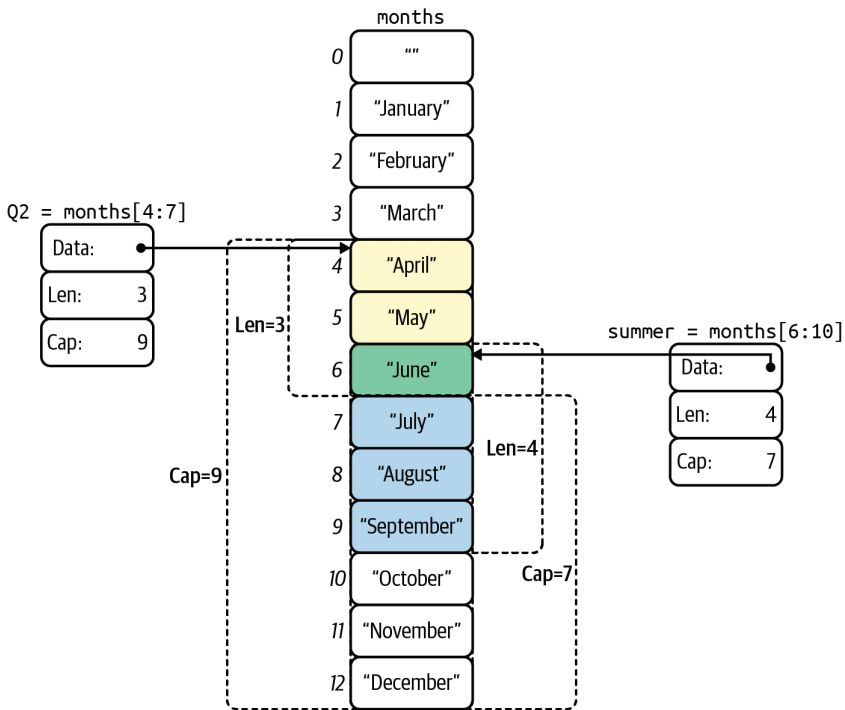 months
0 “”
1 “January”
2 “February”
3 “March”
Q2 = months[4:7]
Data:
Len: 3
Cap: 9
4 “April”
5 “May”
Len=3
summer = months[6:10]
Data:
Len: 4
Cap: 7
6 “June”
7 “July”
Len=4
8 “August”
Cap=9
9 “September”
10 “October”
Cap=7
11 “November”
12 “December”